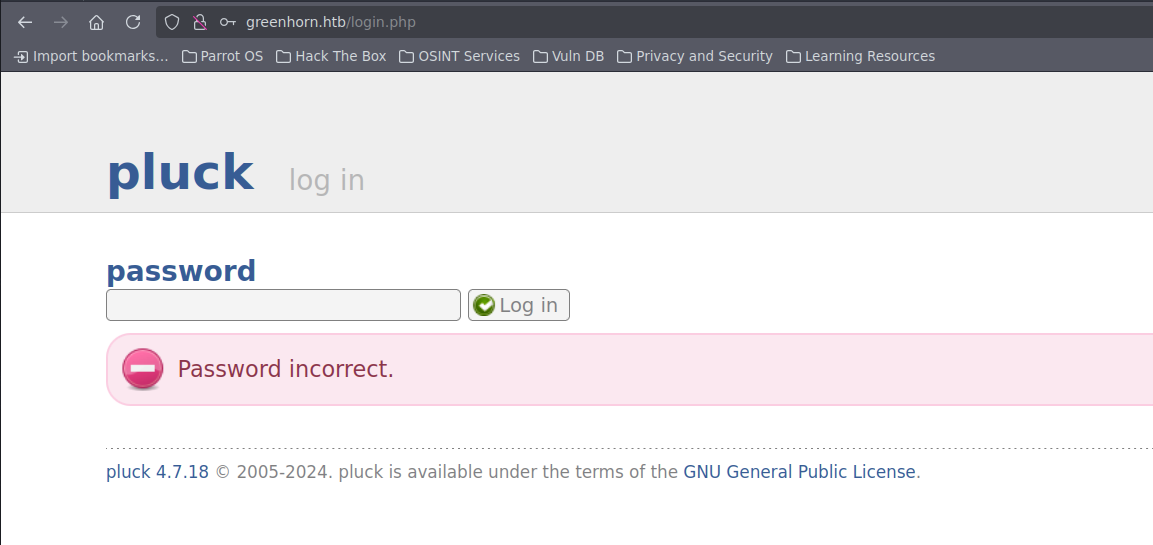 greenhorn.htb/login.php
Import bookmarks... Parrot OS Hack The Box OSINT Services Vuln DB Privacy and Security Learning Resources
pluck log in
password
Log in
Password incorrect.
pluck 4.7.18 © 2005-2024. pluck is available under the terms of the GNU General Public License.